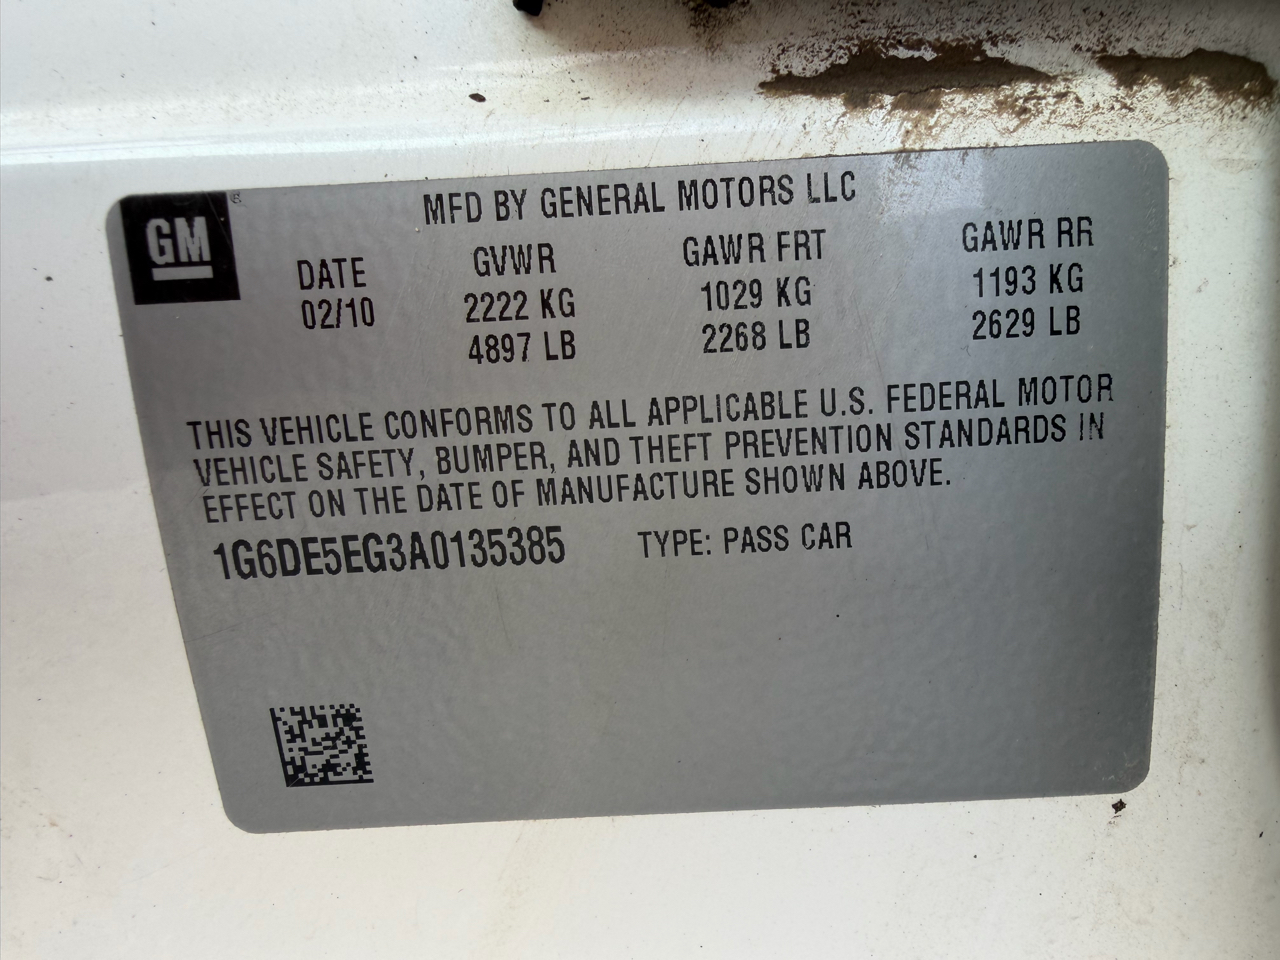 GM ®
MFD BY GENERAL MOTORS LLC
DATE GVWR GAWR FRT GAWR RR
02/10 2222 KG 1029 KG 1193 KG
4897 LB 2268 LB 2629 LB
THIS VEHICLE CONFORMS TO ALL APPLICABLE U.S. FEDERAL MOTOR
VEHICLE SAFETY, BUMPER, AND THEFT PREVENTION STANDARDS IN
EFFECT ON THE DATE OF MANUFACTURE SHOWN ABOVE.
1G6DE5EG3A0135385 TYPE: PASS CAR